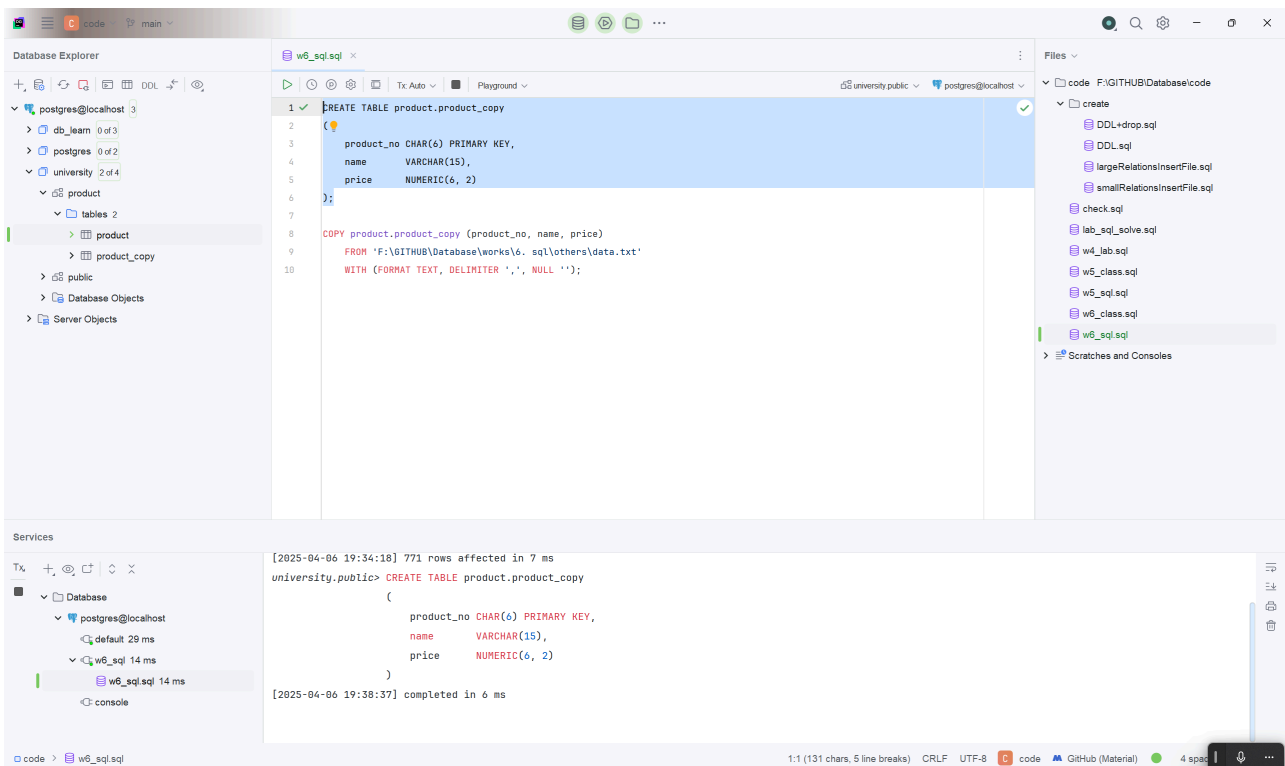 C code main
Database Explorer
DDL
postgres@localhost 3
db_learn 0 of 3
postgres 0 of 2
university 2 of 4
product
tables 2
product
product_copy
public
Database Objects
Server Objects
w6_sql.sql
Tx: Auto Playground university.public postgres@localhost
1 CREATE TABLE product.product_copy
2 (
3 product_no CHAR(6) PRIMARY KEY,
4 name VARCHAR(15),
5 price NUMERIC(6, 2)
6 );
7
8 COPY product.product_copy (product_no, name, price)
9 FROM 'F:\GITHUB\Database\works\6. sql\others\data.txt'
10 WITH (FORMAT TEXT, DELIMITER ',', NULL '');
Files
code F:\GITHUB\Database\code
create
DDL+drop.sql
DDL.sql
largeRelationsInsertFile.sql
smallRelationsInsertFile.sql
check.sql
lab_sql_solve.sql
w4_lab.sql
w5_class.sql
w5_sql.sql
w6_class.sql
w6_sql.sql
Scratches and Consoles
Services
Tx
Database
postgres@localhost
default 29 ms
w6_sql 14 ms
w6_sql.sql 14 ms
console
[2025-04-06 19:34:18] 771 rows affected in 7 ms
university.public> CREATE TABLE product.product_copy
(
product_no CHAR(6) PRIMARY KEY,
name VARCHAR(15),
price NUMERIC(6, 2)
)
[2025-04-06 19:38:37] completed in 6 ms
code > w6_sql.sql
1:1 (131 chars, 5 line breaks) CRLF UTF-8 C code GitHub (Material) 4